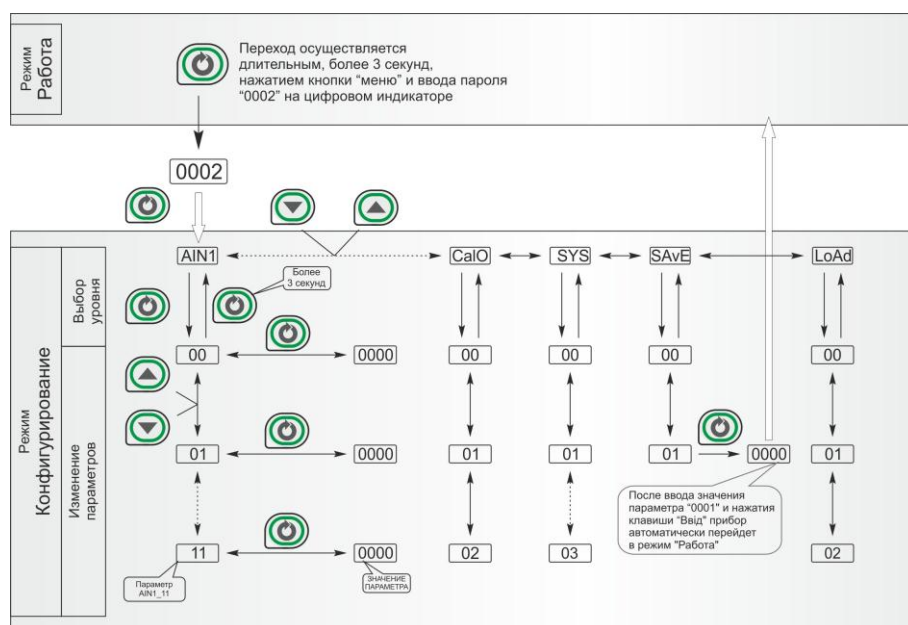 Режим
Работа
Переход осуществляется
длительным, более 3 секунд,
нажатием кнопки “меню” и ввода пароля
“0002” на цифровом индикаторе
0002
Режим
Конфигурирование
Выбор
уровня
Изменение
параметров
AIN1
CalO
SYS
SAvE
LoAd
Более
3 секунд
00
0000
00
00
00
00
01
0000
01
01
01
0000
01
После ввода значения
параметра “0001" и нажатия
клавиши “Ввід” прибор
автоматически перейдет
в режим "Работа"
11
0000
02
03
02
Параметр
AIN1_11
ЗНАЧЕНИЕ
ПАРАМЕТРА